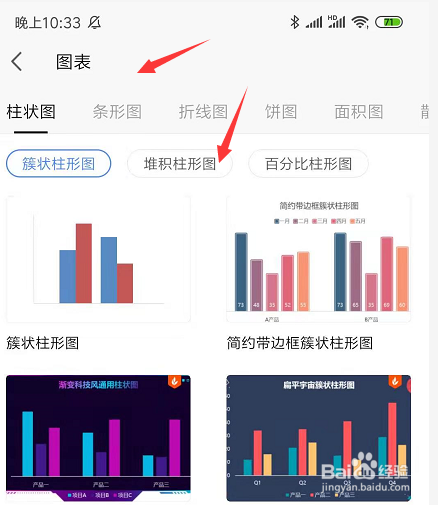 晚上10:33 HD 71
图表
柱状图 条形图 折线图 饼图 面积图
簇状柱形图 堆积柱形图 百分比柱形图
簡约带边框簇状柱形图
一月 二月 三月 四月 五月
73 48 35 52 55 73 65 35 69 60
A产品 B产品
簇状柱形图 简约带边框簇状柱形图
渐变科技风通用柱状图 扁平宇宙簇状柱形图
产品一 产品二 产品三
项目A 项目B 项目C
Q1 Q2 Q3 Q4
产品一 产品二 产品三
Baidu经验
jingyan.baidu.com